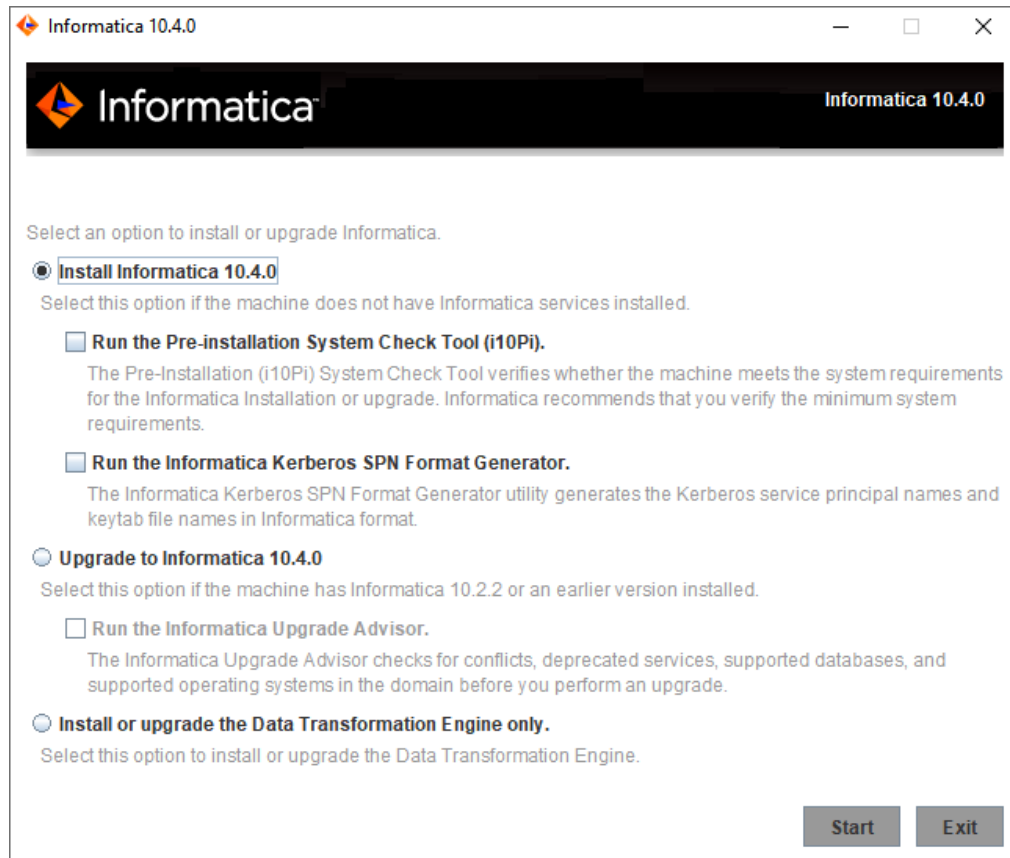 Informatica 10.4.0
Informatica
Informatica 10.4.0
Select an option to install or upgrade Informatica.
Install Informatica 10.4.0
Select this option if the machine does not have Informatica services installed.
Run the Pre-installation System Check Tool (i10Pi).
The Pre-Installation (i10Pi) System Check Tool verifies whether the machine meets the system requirements
for the Informatica Installation or upgrade. Informatica recommends that you verify the minimum system
requirements.
Run the Informatica Kerberos SPN Format Generator.
The Informatica Kerberos SPN Format Generator utility generates the Kerberos service principal names and
keytab file names in Informatica format.
Upgrade to Informatica 10.4.0
Select this option if the machine has Informatica 10.2.2 or an earlier version installed.
Run the Informatica Upgrade Advisor.
The Informatica Upgrade Advisor checks for conflicts, deprecated services, supported databases, and
supported operating systems in the domain before you perform an upgrade.
Install or upgrade the Data Transformation Engine only.
Select this option to install or upgrade the Data Transformation Engine.
Start Exit